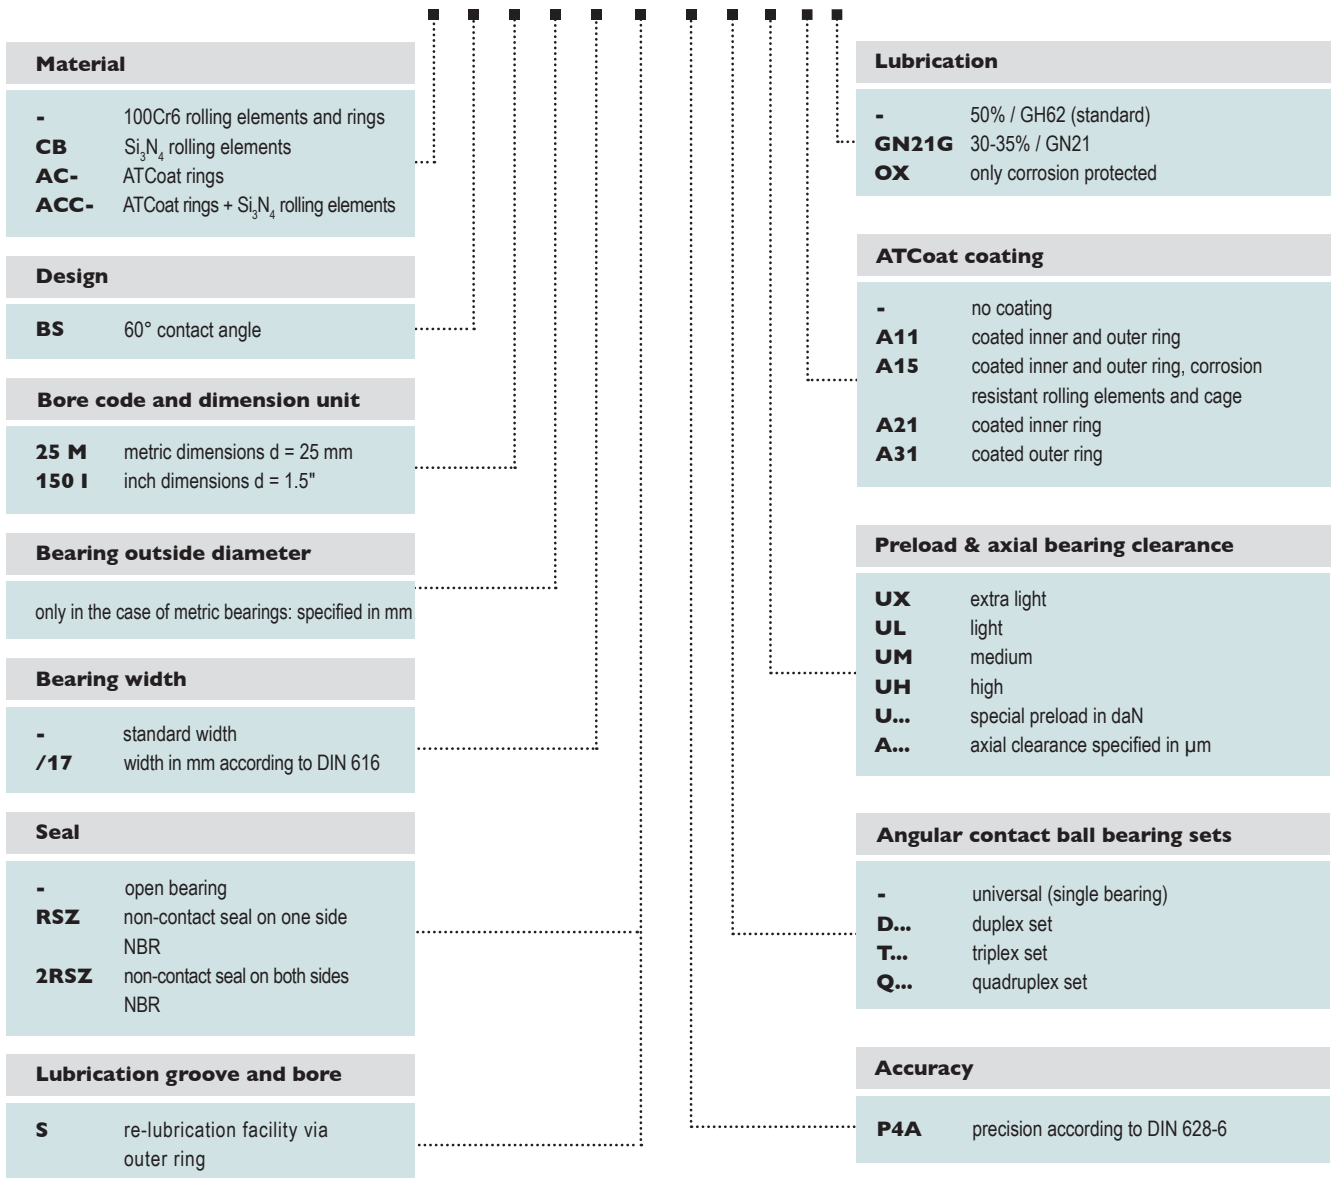 Material
- 100Cr6 rolling elements and rings
CB Si₃N₄ rolling elements
AC- ATCoat rings
ACC- ATCoat rings + Si₃N₄ rolling elements
Design
BS 60° contact angle
Bore code and dimension unit
25 M metric dimensions d = 25 mm
150 I inch dimensions d = 1.5"
Bearing outside diameter
only in the case of metric bearings: specified in mm
Bearing width
- standard width
/17 width in mm according to DIN 616
Seal
- open bearing
RSZ non-contact seal on one side
NBR
2RSZ non-contact seal on both sides
NBR
Lubrication groove and bore
S re-lubrication facility via
outer ring
Lubrication
- 50% / GH62 (standard)
GN21G 30-35% / GN21
OX only corrosion protected
ATCoat coating
- no coating
A11 coated inner and outer ring
A15 coated inner and outer ring, corrosion
resistant rolling elements and cage
A21 coated inner ring
A31 coated outer ring
Preload & axial bearing clearance
UX extra light
UL light
UM medium
UH high
U... special preload in daN
A... axial clearance specified in µm
Angular contact ball bearing sets
- universal (single bearing)
D... duplex set
T... triplex set
Q... quadruplex set
Accuracy
P4A precision according to DIN 628-6